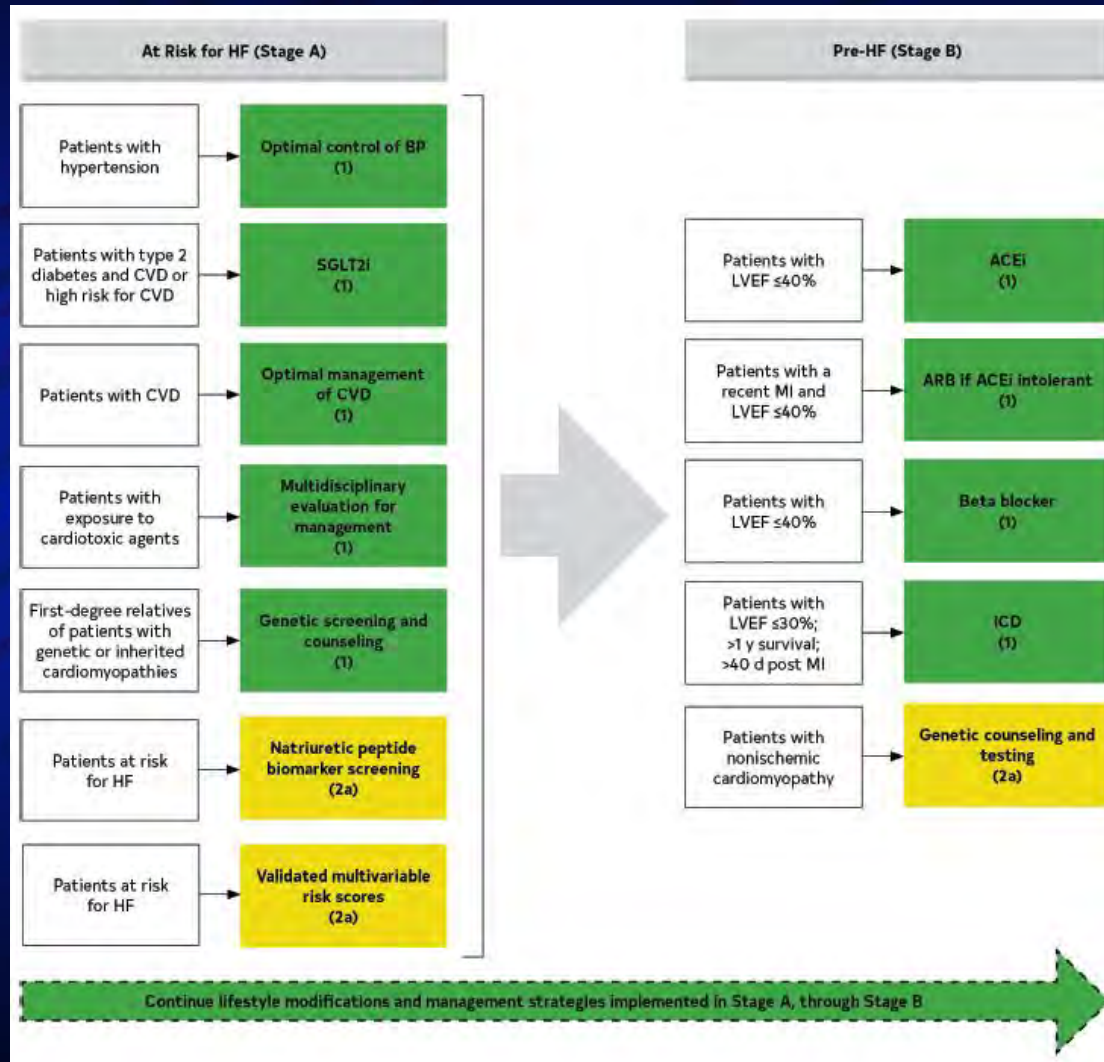 At Risk for HF (Stage A)
Patients with
hypertension
Optimal control of BP
(1)
Patients with type 2
diabetes and CVD or
high risk for CVD
SGLT2i
(1)
Patients with CVD
Optimal management
of CVD
(1)
Patients with
exposure to
cardiotoxic agents
Multidisciplinary
evaluation for
management
(1)
First-degree relatives
of patients with
genetic or inherited
cardiomyopathies
Genetic screening and
counseling
(1)
Patients at risk
for HF
Natriuretic peptide
biomarker screening
(2a)
Patients at risk
for HF
Validated multivariable
risk scores
(2a)
Pre-HF (Stage B)
Patients with
LVEF ≤40%
ACEi
(1)
Patients with a
recent MI and
LVEF ≤40%
ARB if ACEi intolerant
(1)
Patients with
LVEF ≤40%
Beta blocker
(1)
Patients with
LVEF ≤30%;
>1 y survival;
>40 d post MI
ICD
(1)
Patients with
nonischemic
cardiomyopathy
Genetic counseling and
testing
(2a)
Continue lifestyle modifications and management strategies implemented in Stage A, through Stage B